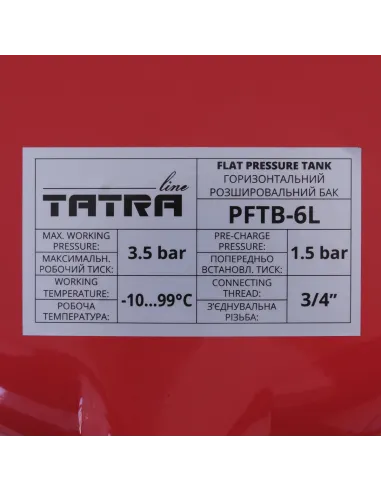 line
TATRA
FLAT PRESSURE TANK
ГОРИЗОНТАЛЬНИЙ
РОЗШИРОВАЛЬНИЙ БАК
PFTB-6L
MAX. WORKING
PRESSURE:
МАКСИМАЛЬН.
РОБОЧИЙ ТИСК:
3.5 bar
PRE-CHARGE
PRESSURE:
ПОПЕРЕДНЬО
ВСТАНОВЛ. ТИСК:
1.5 bar
WORKING
TEMPERATURE:
РОБОЧА
ТЕМПЕРАТУРА:
-10...99°C
CONNECTING
THREAD:
З'ЄДНУВАЛЬНА
РІЗЬБА:
3/4”